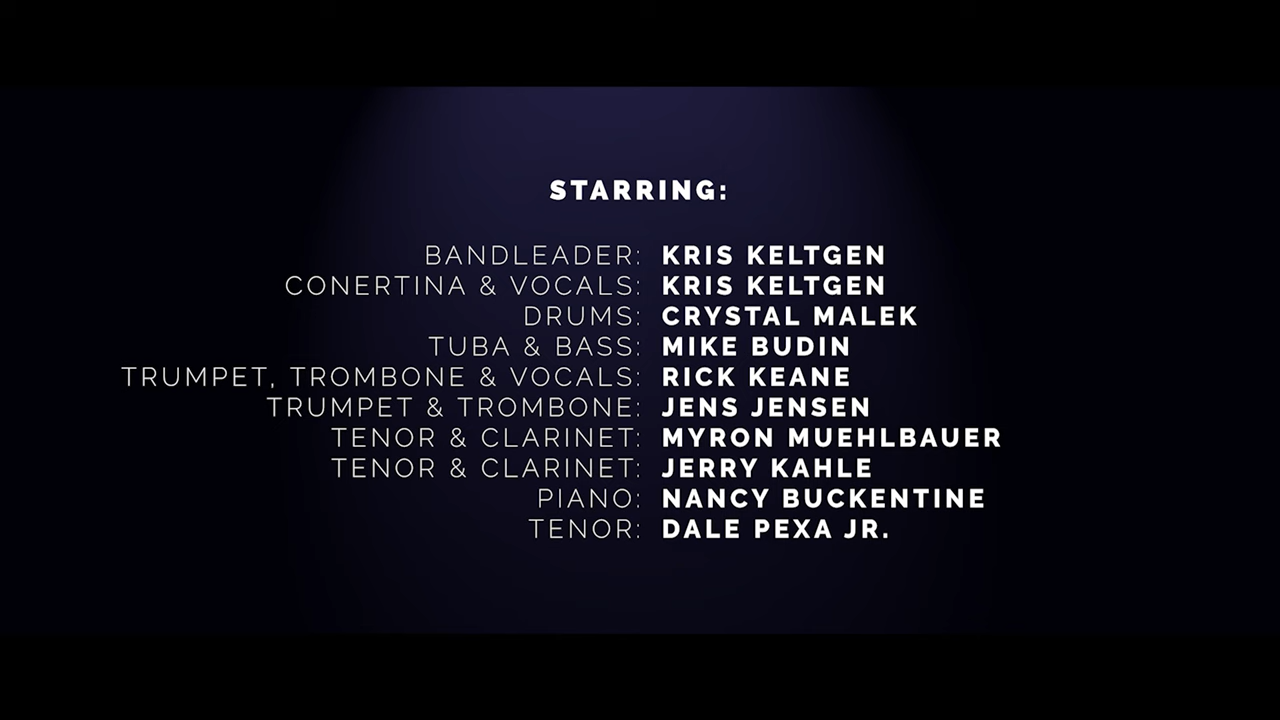 STARRING:
BANDLEADER: KRIS KELTGEN
CONERTINA & VOCALS: KRIS KELTGEN
DRUMS: CRYSTAL MALEK
TUBA & BASS: MIKE BUDIN
TRUMPET, TROMBONE & VOCALS: RICK KEANE
TRUMPET & TROMBONE: JENS JENSEN
TENOR & CLARINET: MYRON MUEHLBAUER
TENOR & CLARINET: JERRY KAHLE
PIANO: NANCY BUCKENTINE
TENOR: DALE PEXA JR.